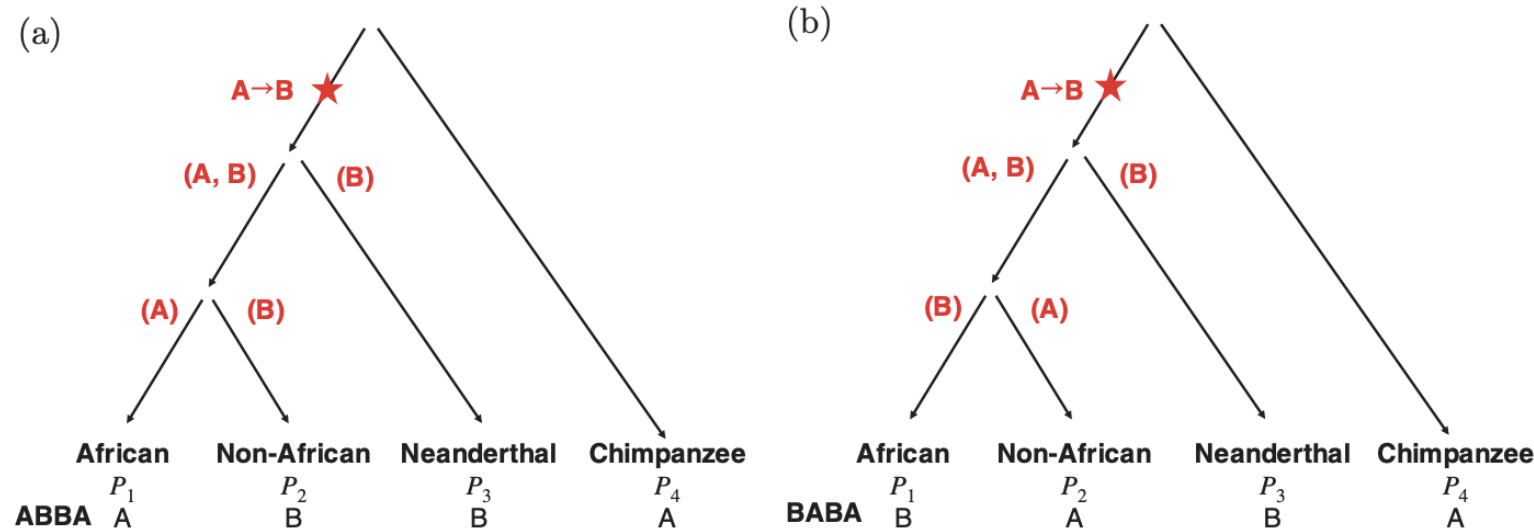 (a)
A→B
(A, B) (B)
(A) (B)
African Non-African Neanderthal Chimpanzee
P1 P2 P3 P4
ABBA A B B A
(b)
A→B
(A, B) (B)
(B) (A)
African Non-African Neanderthal Chimpanzee
P1 P2 P3 P4
BABA B A B A